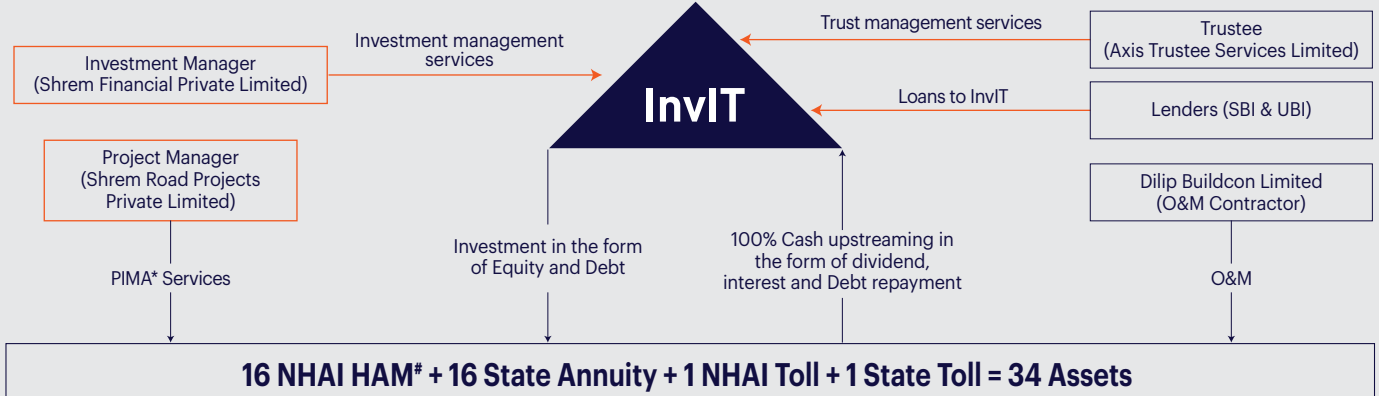 Investment Manager
(Shrem Financial Private Limited)
Investment management
services
InvIT
Trust management services
Trustee
(Axis Trustee Services Limited)
Loans to InvIT
Lenders (SBI & UBI)
Project Manager
(Shrem Road Projects
Private Limited)
PIMA* Services
Investment in the form
of Equity and Debt
100% Cash upstreaming in
the form of dividend,
interest and Debt repayment
Dilip Buildcon Limited
(O&M Contractor)
O&M
16 NHAI HAM# + 16 State Annuity + 1 NHAI Toll + 1 State Toll = 34 Assets